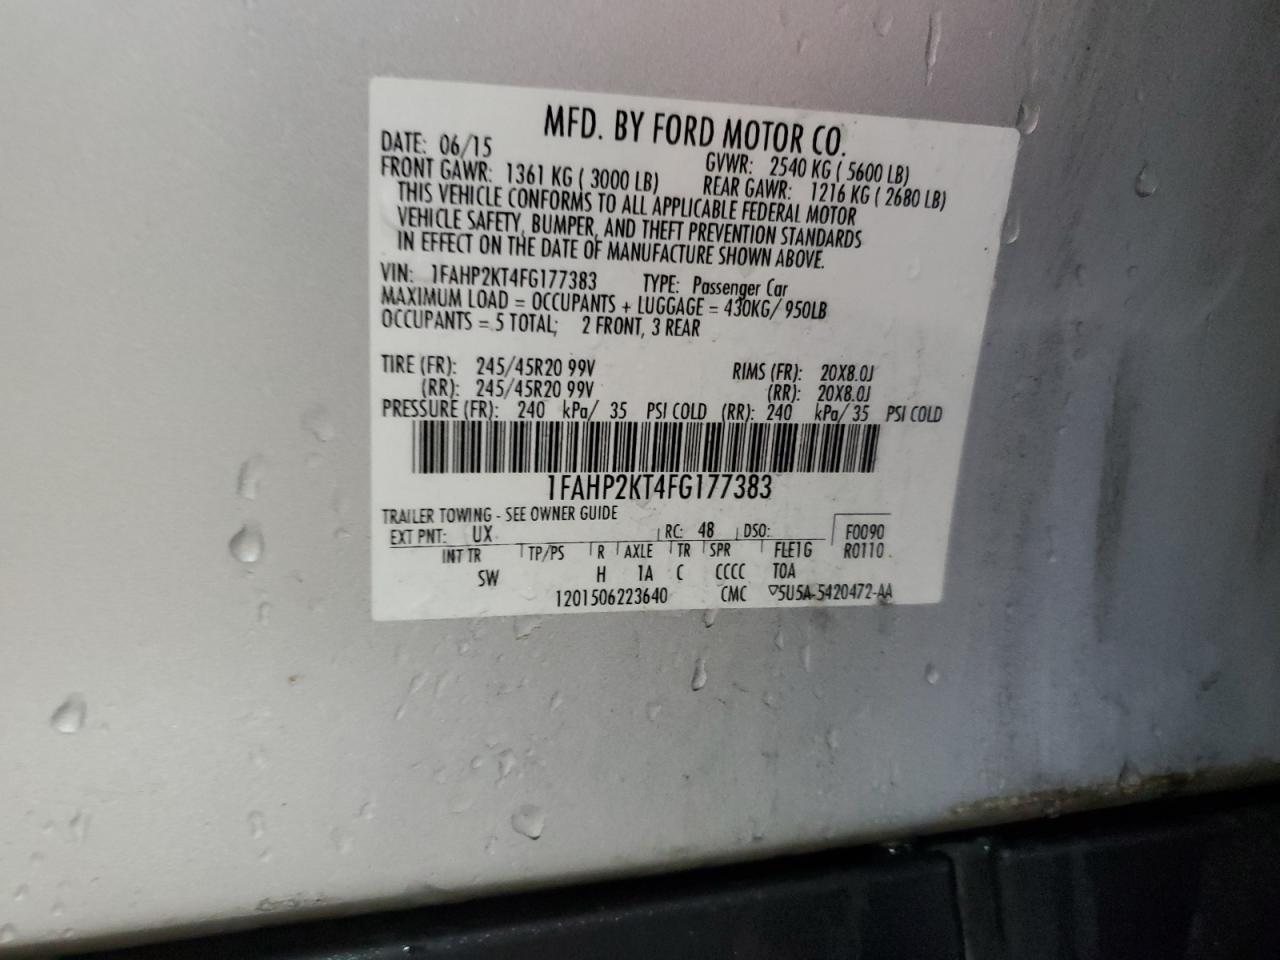 MFD. BY FORD MOTOR CO.
DATE: 06/15 GVWR: 2540 KG ( 5600 LB)
FRONT GAWR: 1361 KG ( 3000 LB) REAR GAWR: 1216 KG ( 2680 LB)
THIS VEHICLE CONFORMS TO ALL APPLICABLE FEDERAL MOTOR
VEHICLE SAFETY, BUMPER, AND THEFT PREVENTION STANDARDS
IN EFFECT ON THE DATE OF MANUFACTURE SHOWN ABOVE.
VIN: 1FAHP2KT4FG177383 TYPE: Passenger Car
MAXIMUM LOAD = OCCUPANTS + LUGGAGE = 430KG/ 950LB
OCCUPANTS = 5 TOTAL; 2 FRONT, 3 REAR
TIRE (FR): 245/45R20 99V RIMS (FR): 20X8.0J
(RR): 245/45R20 99V (RR): 20X8.0J
PRESSURE (FR): 240 kPa/ 35 PSI COLD (RR): 240 kPa/ 35 PSI COLD
1FAHP2KT4FG177383
TRAILER TOWING - SEE OWNER GUIDE
EXT PNT: UX RC: 48 DSO: F0090
INT TR TP/PS R AXLE TR SPR FLE1G R0110
SW H 1A C CCCC TOA
1201506223640 CMC ▽5U5A-5420472-AA